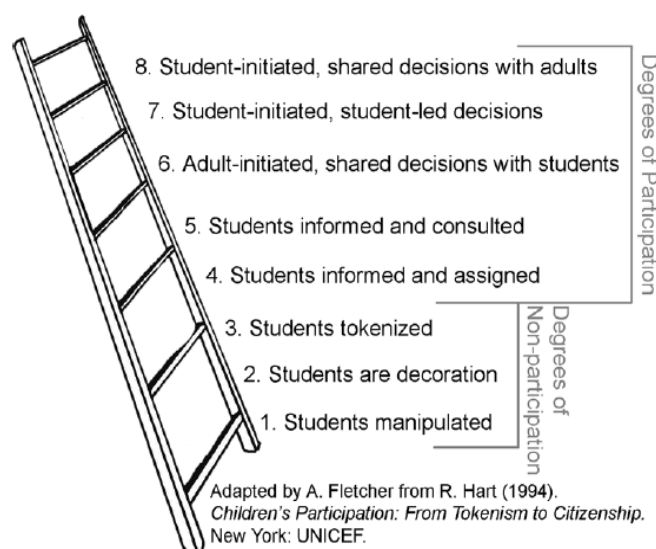 8. Student-initiated, shared decisions with adults
7. Student-initiated, student-led decisions
6. Adult-initiated, shared decisions with students
5. Students informed and consulted
4. Students informed and assigned
3. Students tokenized
2. Students are decoration
1. Students manipulated
Degrees of Participation
Degrees of
Non-participation
Adapted by A. Fletcher from R. Hart (1994).
Children's Participation: From Tokenism to Citizenship.
New York: UNICEF.